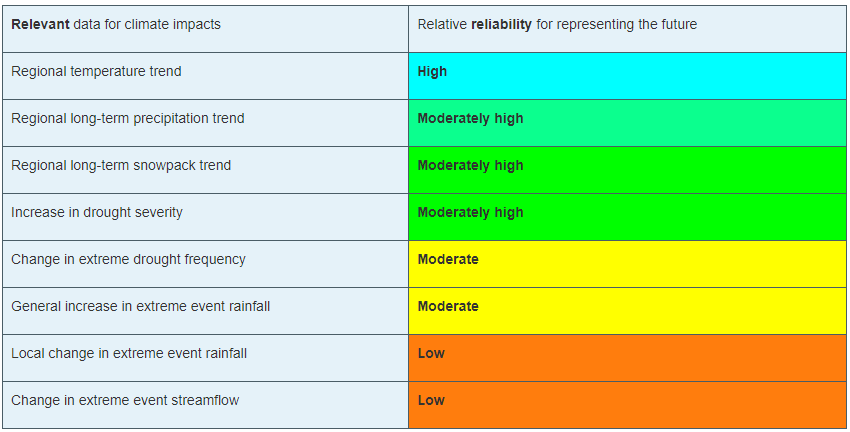 Relevant data for climate impacts
Relative reliability for representing the future
Regional temperature trend
High
Regional long-term precipitation trend
Moderately high
Regional long-term snowpack trend
Moderately high
Increase in drought severity
Moderately high
Change in extreme drought frequency
Moderate
General increase in extreme event rainfall
Moderate
Local change in extreme event rainfall
Low
Change in extreme event streamflow
Low